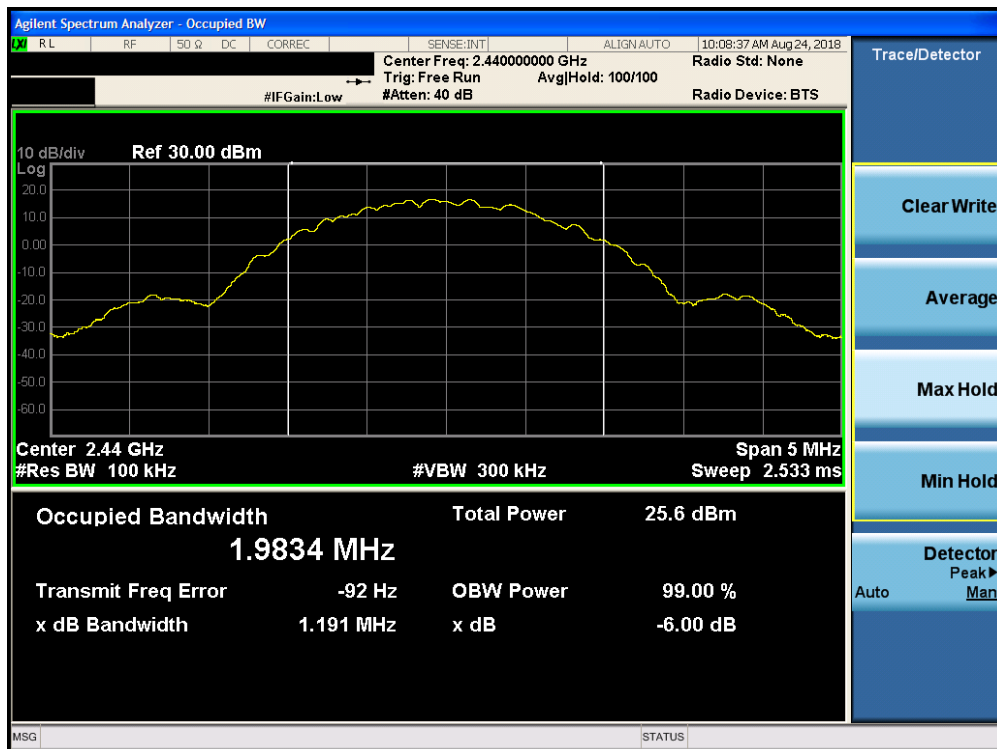 Agilent Spectrum Analyzer - Occupied BW
LXI RL RF 50 Ω DC CORREC SENSE:INT ALIGN AUTO 10:08:37 AM Aug 24, 2018
Center Freq: 2.440000000 GHz Radio Std: None
Trig: Free Run Avg|Hold: 100/100
#IFGain:Low #Atten: 40 dB Radio Device: BTS
10 dB/div Ref 30.00 dBm
Log
20.0
10.0
0.00
-10.0
-20.0
-30.0
-40.0
-50.0
-60.0
Center 2.44 GHz Span 5 MHz
#Res BW 100 kHz #VBW 300 kHz Sweep 2.533 ms
Occupied Bandwidth Total Power 25.6 dBm
1.9834 MHz
Transmit Freq Error -92 Hz OBW Power 99.00 %
x dB Bandwidth 1.191 MHz x dB -6.00 dB
MSG STATUS
Trace/Detector
Clear Write
Average
Max Hold
Min Hold
Detector
Peak▶
Auto Man